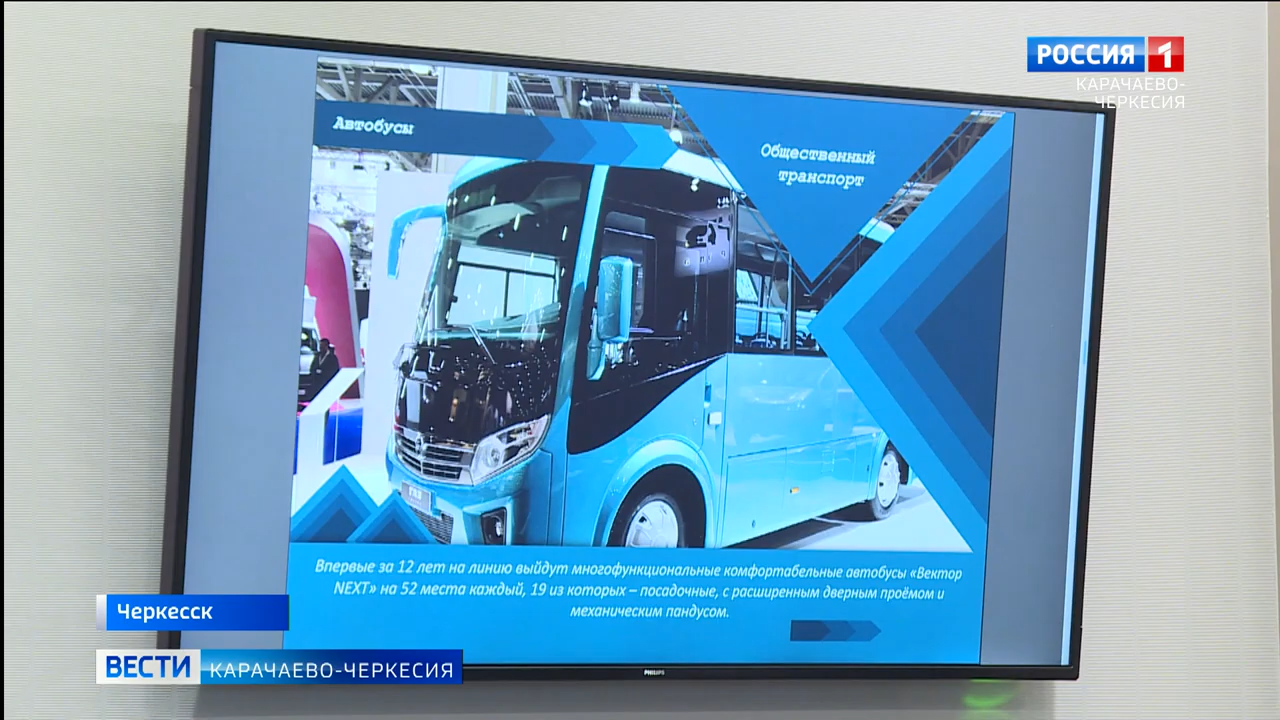 РОССИЯ 1
КАРАЧАЕВО-
ЧЕРКЕСИЯ
Автобусы
Общественный
транспорт
Впервые за 12 лет на линию выйдут многофункциональные комфортабельные автобусы «Вектор
NEXT» на 52 места каждый, 19 из которых – посадочные, с расширенным дверным проёмом и
механическим пандусом.
Черкесск
ВЕСТИ КАРАЧАЕВО-ЧЕРКЕСИЯ
PHILIPS